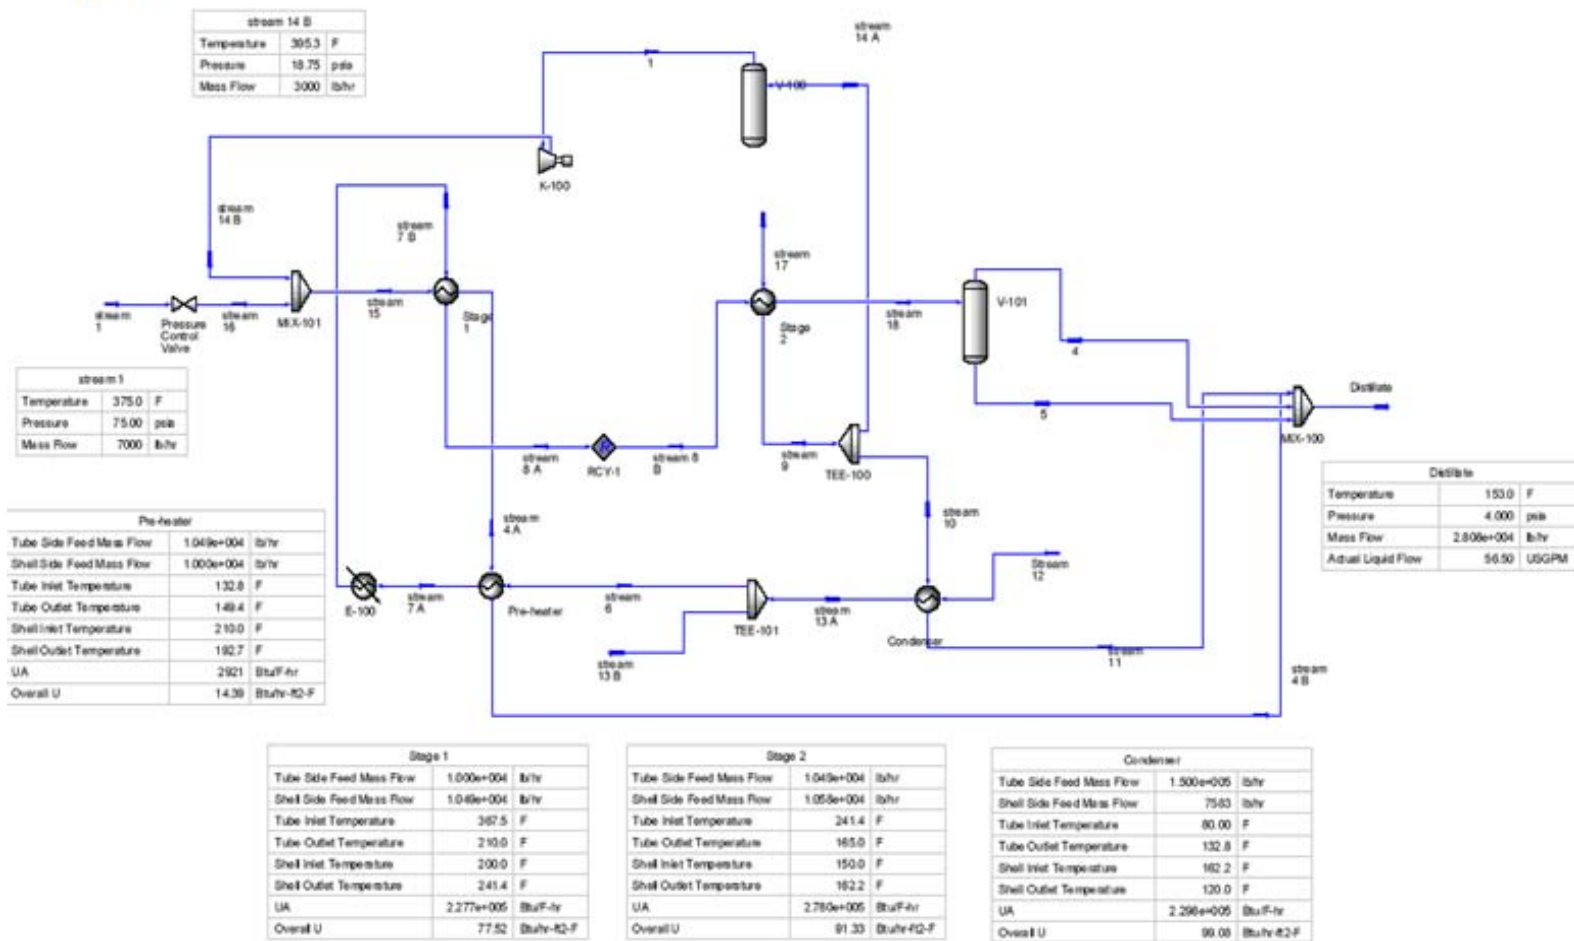 stream 14 B
Temperature 395.3 F
Pressure 18.75 psia
Mass Flow 3000 lb/hr
stream
14 A
1
V-100
K-100
stream
14 B
stream
7 B
stream
17
stream
1
Pressure
Control
Valve
stream
16
MIX-101
stream
15
Stage
1
Stage
2
stream
18
V-101
4
5
Distillate
MIX-100
stream 1
Temperature 375.0 F
Pressure 75.00 psia
Mass Flow 7000 lb/hr
stream
8 A
RCY-1
stream 8
B
stream
9
TEE-100
stream
10
stream
4 A
Distillate
Temperature 153.0 F
Pressure 4.000 psia
Mass Flow 2.806e+004 lb/hr
Actual Liquid Flow 56.50 USGPM
Pre-heater
Tube Side Feed Mass Flow 1.049e+004 lb/hr
Shell Side Feed Mass Flow 1.000e+004 lb/hr
Tube Inlet Temperature 132.8 F
Tube Outlet Temperature 149.4 F
Shell Inlet Temperature 210.0 F
Shell Outlet Temperature 192.7 F
UA 2921 Btu/F-hr
Overall U 14.39 Btu/hr-ft2-F
E-100
stream
7 A
Pre-heater
stream
6
TEE-101
stream
13 A
Condenser
Stream
12
stream
13 B
stream
11
stream
4 B
Stage 1
Tube Side Feed Mass Flow 1.000e+004 lb/hr
Shell Side Feed Mass Flow 1.049e+004 lb/hr
Tube Inlet Temperature 367.5 F
Tube Outlet Temperature 210.0 F
Shell Inlet Temperature 200.0 F
Shell Outlet Temperature 241.4 F
UA 2.277e+005 Btu/F-hr
Overall U 77.52 Btu/hr-ft2-F
Stage 2
Tube Side Feed Mass Flow 1.049e+004 lb/hr
Shell Side Feed Mass Flow 1.058e+004 lb/hr
Tube Inlet Temperature 241.4 F
Tube Outlet Temperature 165.0 F
Shell Inlet Temperature 150.0 F
Shell Outlet Temperature 162.2 F
UA 2.780e+005 Btu/F-hr
Overall U 91.33 Btu/hr-ft2-F
Condenser
Tube Side Feed Mass Flow 1.500e+005 lb/hr
Shell Side Feed Mass Flow 7583 lb/hr
Tube Inlet Temperature 80.00 F
Tube Outlet Temperature 132.8 F
Shell Inlet Temperature 162.2 F
Shell Outlet Temperature 120.0 F
UA 2.296e+005 Btu/F-hr
Overall U 99.08 Btu/hr-ft2-F